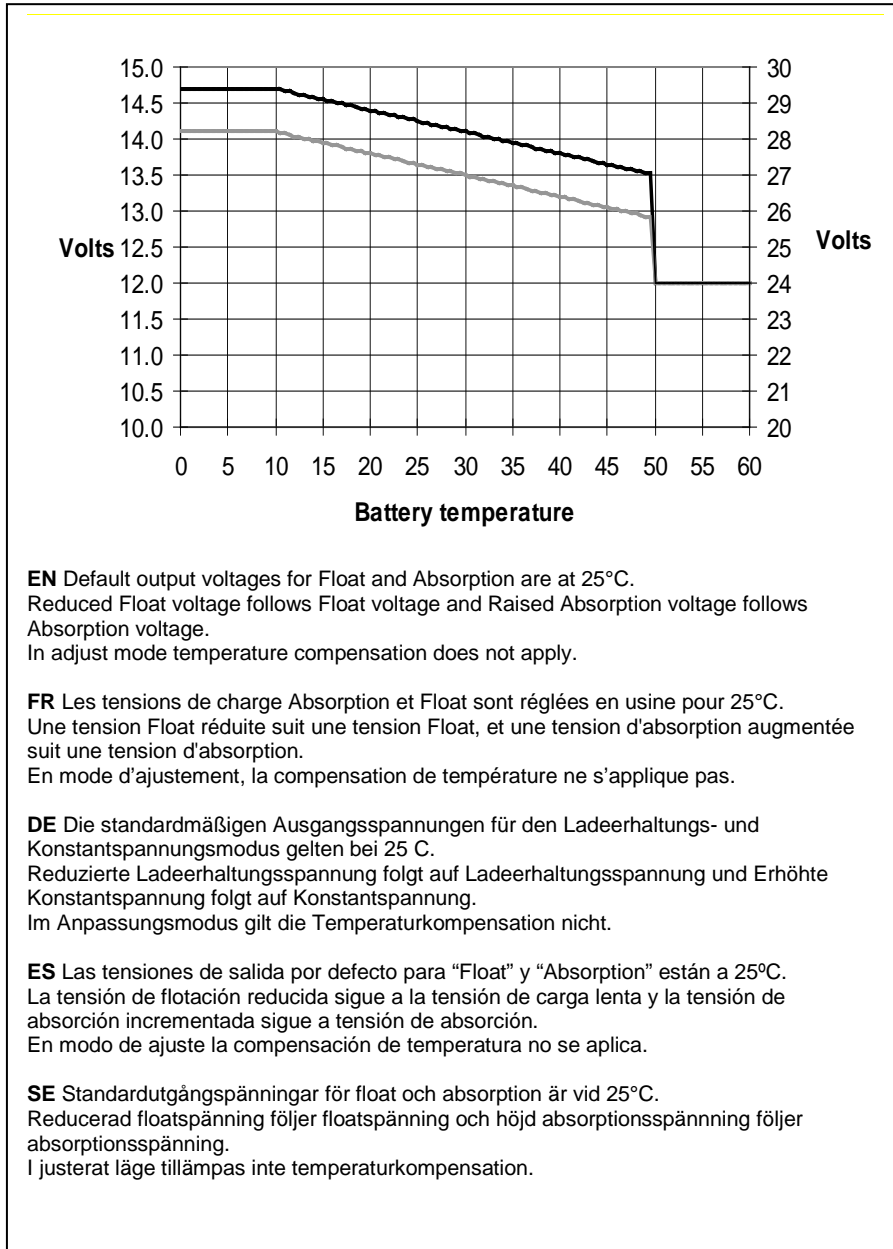 15.0
14.5
14.0
13.5
13.0
Volts 12.5
12.0
11.5
11.0
10.5
10.0
30
29
28
27
26
25 Volts
24
23
22
21
20
0 5 10 15 20 25 30 35 40 45 50 55 60
Battery temperature
EN Default output voltages for Float and Absorption are at 25°C.
Reduced Float voltage follows Float voltage and Raised Absorption voltage follows
Absorption voltage.
In adjust mode temperature compensation does not apply.
FR Les tensions de charge Absorption et Float sont réglées en usine pour 25°C.
Une tension Float réduite suit une tension Float, et une tension d'absorption augmentée
suit une tension d'absorption.
En mode d’ajustement, la compensation de température ne s’applique pas.
DE Die standardmäßigen Ausgangsspannungen für den Ladeerhaltungs- und
Konstantspannungsmodus gelten bei 25 C.
Reduzierte Ladeerhaltungsspannung folgt auf Ladeerhaltungsspannung und Erhöhte
Konstantspannung folgt auf Konstantspannung.
Im Anpassungsmodus gilt die Temperaturkompensation nicht.
ES Las tensiones de salida por defecto para “Float” y “Absorption” están a 25ºC.
La tensión de flotación reducida sigue a la tensión de carga lenta y la tensión de
absorción incrementada sigue a tensión de absorción.
En modo de ajuste la compensación de temperatura no se aplica.
SE Standardutgångspänningar för float och absorption är vid 25°C.
Reducerad floatspänning följer floatspänning och höjd absorptionsspännning följer
absorptionsspänning.
I justerat läge tillämpas inte temperaturkompensation.